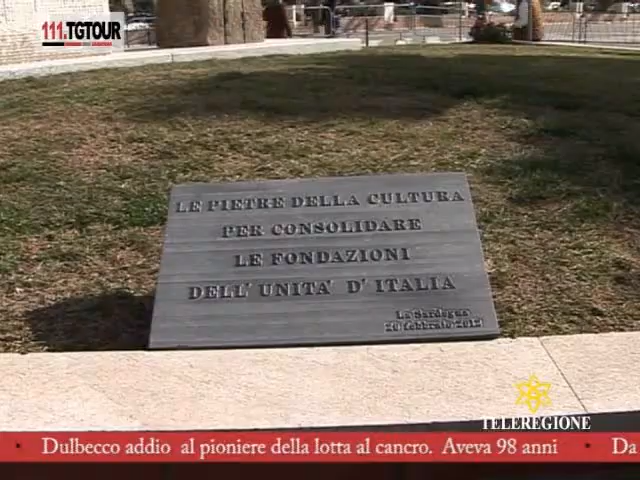 111.TGTOUR
LE PIETRE DELLA CULTURA
PER CONSOLIDARE
LE FONDAZIONI
DELL' UNITA' D' ITALIA
La Sardegna
20 febbraio 2012
TELEREGIONE
• Dulbecco addio al pioniere della lotta al cancro. Aveva 98 anni • Da